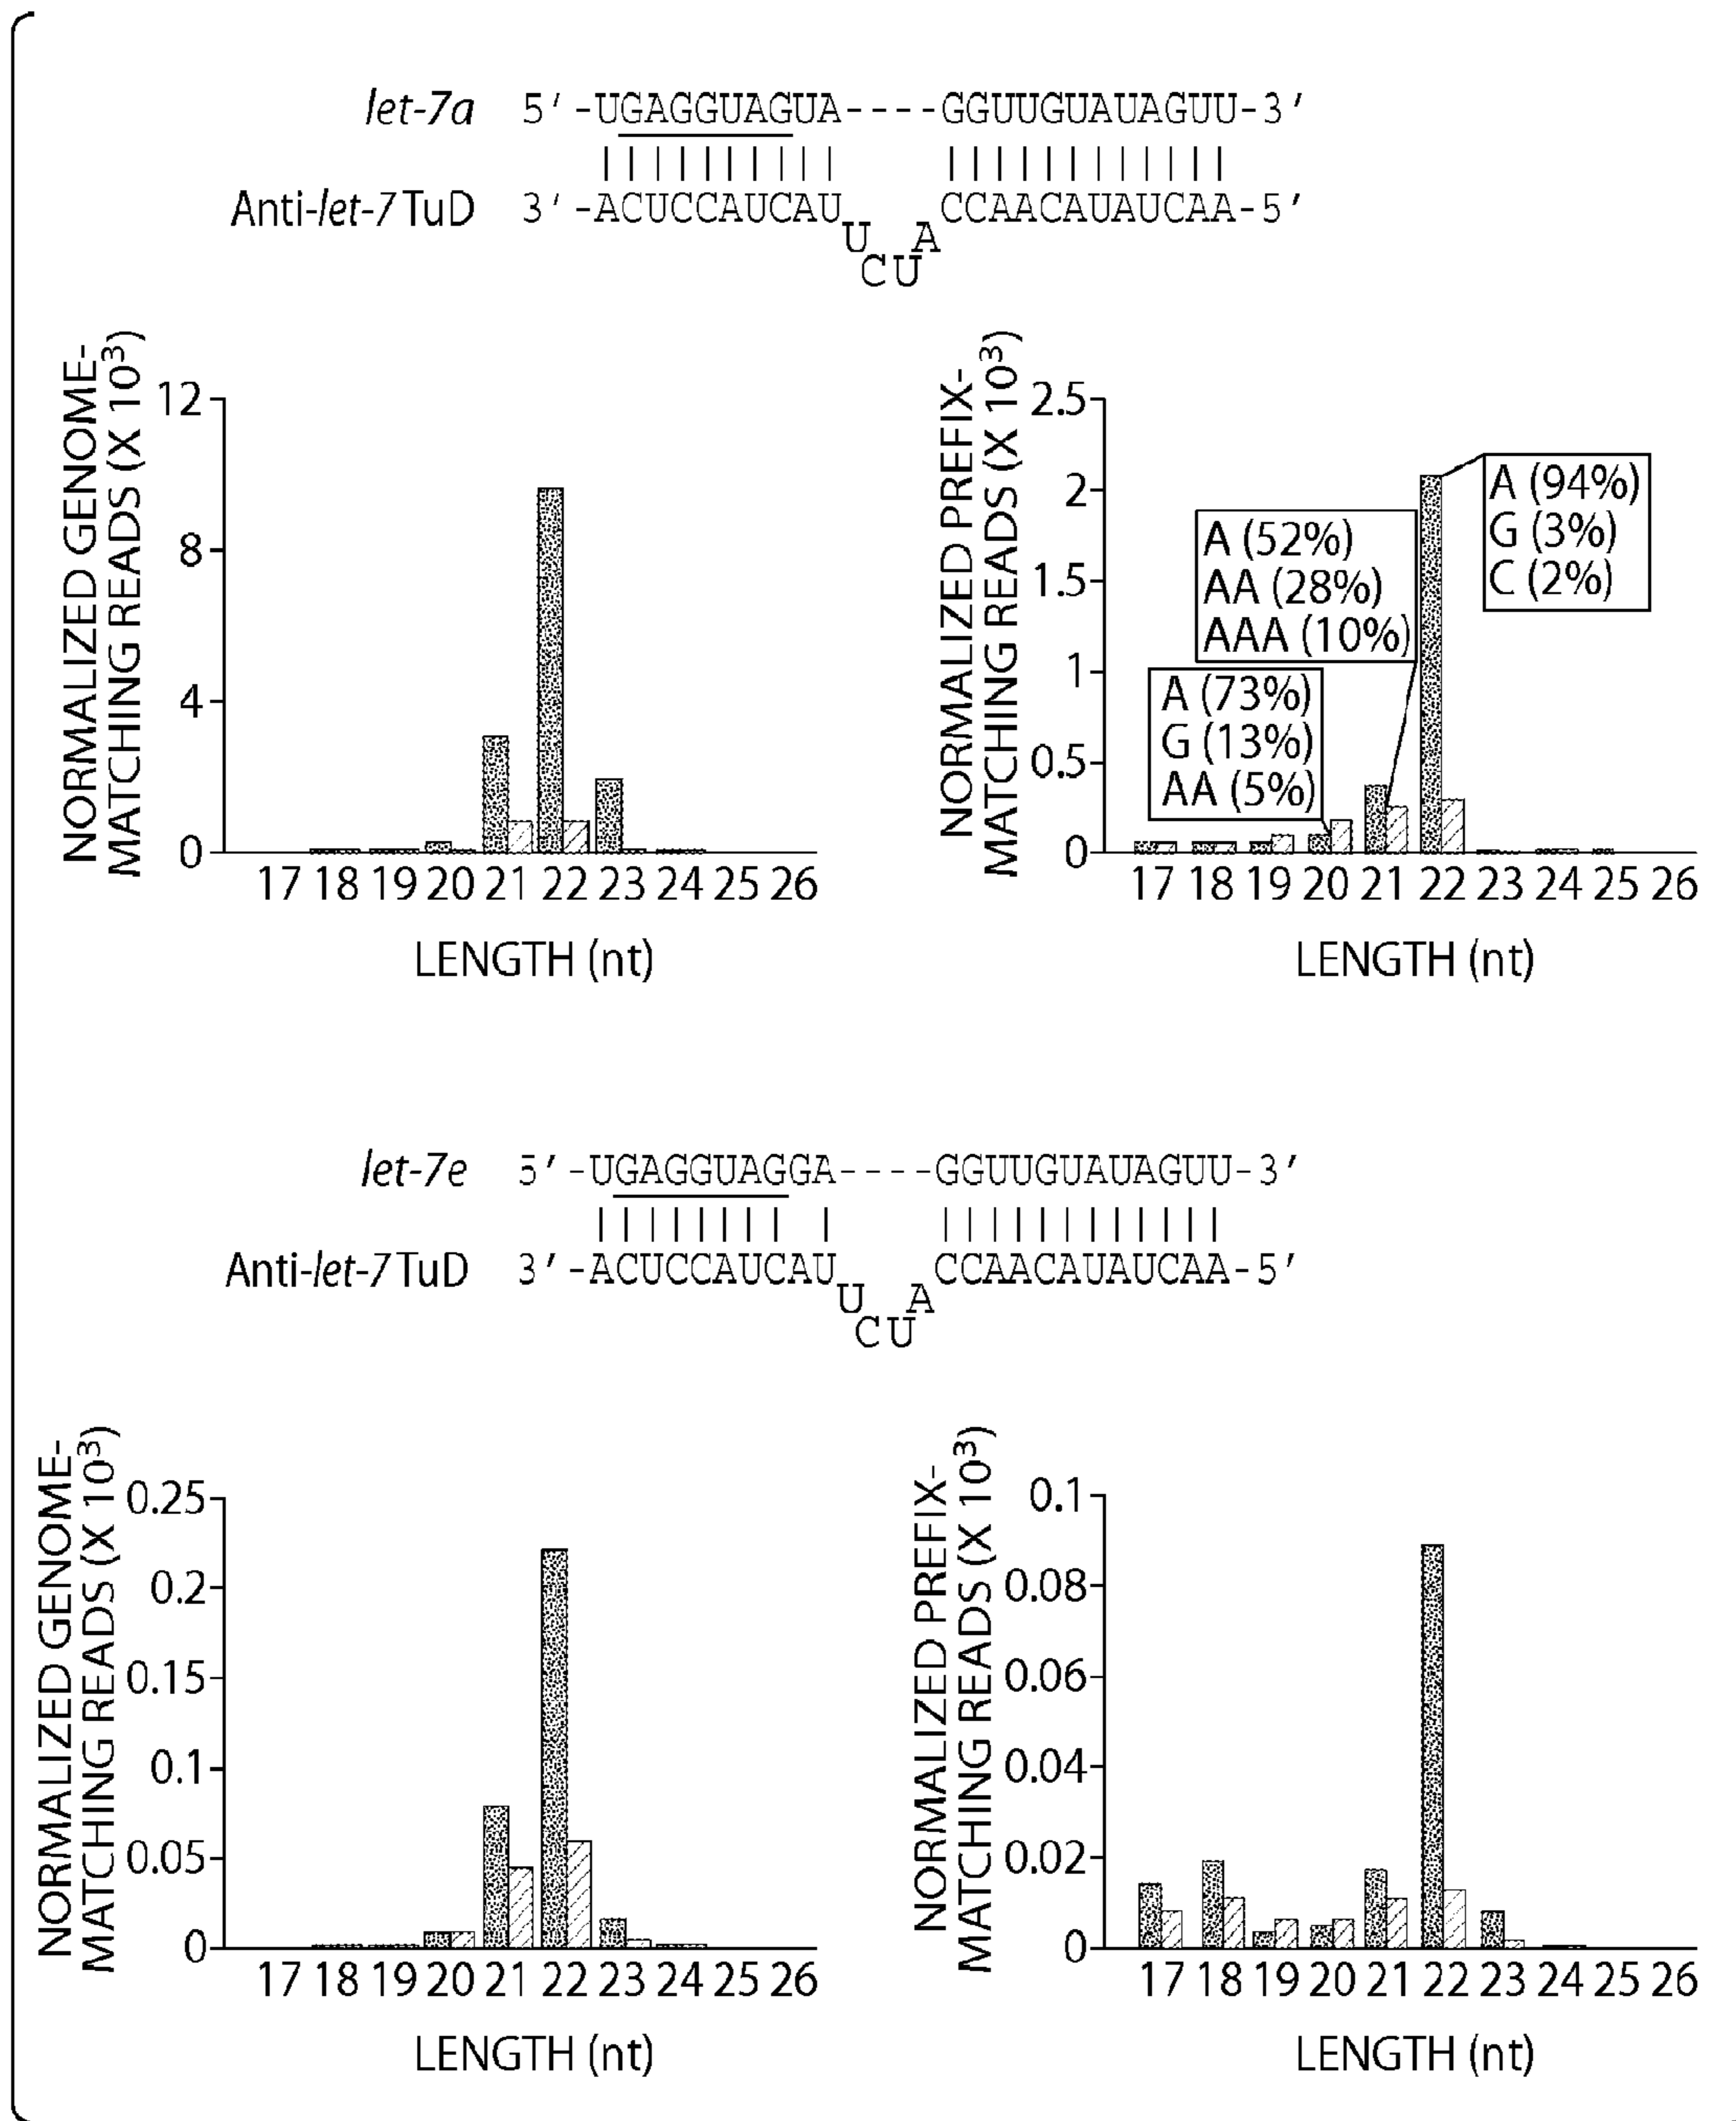 let-7a 5'-UGAGGUAGUA----GGUUGUAUAGUU-3'
Anti-let-7 TuD 3'-ACUCCAUCAU CCAACAUAUCAA-5'
U A
CU
NORMALIZED GENOME-
MATCHING READS (X 10³)
12
8
4
0
17 18 19 20 21 22 23 24 25 26
LENGTH (nt)
NORMALIZED PREFIX-
MATCHING READS (X 10³)
2.5
2
1.5
1
0.5
0
A (94%)
G (3%)
C (2%)
A (52%)
AA (28%)
AAA (10%)
A (73%)
G (13%)
AA (5%)
17 18 19 20 21 22 23 24 25 26
LENGTH (nt)
let-7e 5'-UGAGGUAGGA----GGUUGUAUAGUU-3'
Anti-let-7 TuD 3'-ACUCCAUCAU CCAACAUAUCAA-5'
U A
CU
NORMALIZED GENOME-
MATCHING READS (X 10³)
0.25
0.2
0.15
0.1
0.05
0
17 18 19 20 21 22 23 24 25 26
LENGTH (nt)
NORMALIZED PREFIX-
MATCHING READS (X 10³)
0.1
0.08
0.06
0.04
0.02
0
17 18 19 20 21 22 23 24 25 26
LENGTH (nt)